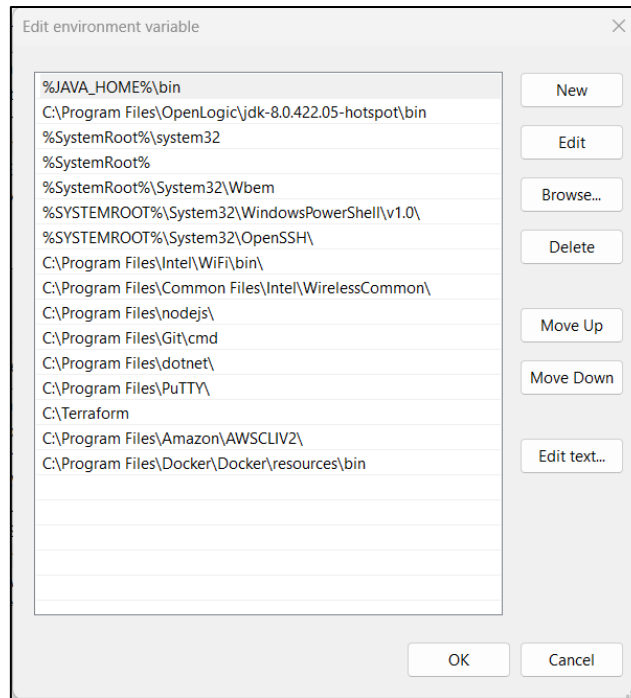 Edit environment variable
%JAVA_HOME%\bin
C:\Program Files\OpenLogic\jdk-8.0.422.05-hotspot\bin
%SystemRoot%\system32
%SystemRoot%
%SystemRoot%\System32\Wbem
%SYSTEMROOT%\System32\WindowsPowerShell\v1.0\
%SYSTEMROOT%\System32\OpenSSH\
C:\Program Files\Intel\WiFi\bin\
C:\Program Files\Common Files\Intel\WirelessCommon\
C:\Program Files\nodejs\
C:\Program Files\Git\cmd
C:\Program Files\dotnet\
C:\Program Files\PuTTY\
C:\Terraform
C:\Program Files\Amazon\AWSCLIV2\
C:\Program Files\Docker\Docker\resources\bin
New
Edit
Browse...
Delete
Move Up
Move Down
Edit text...
OK
Cancel